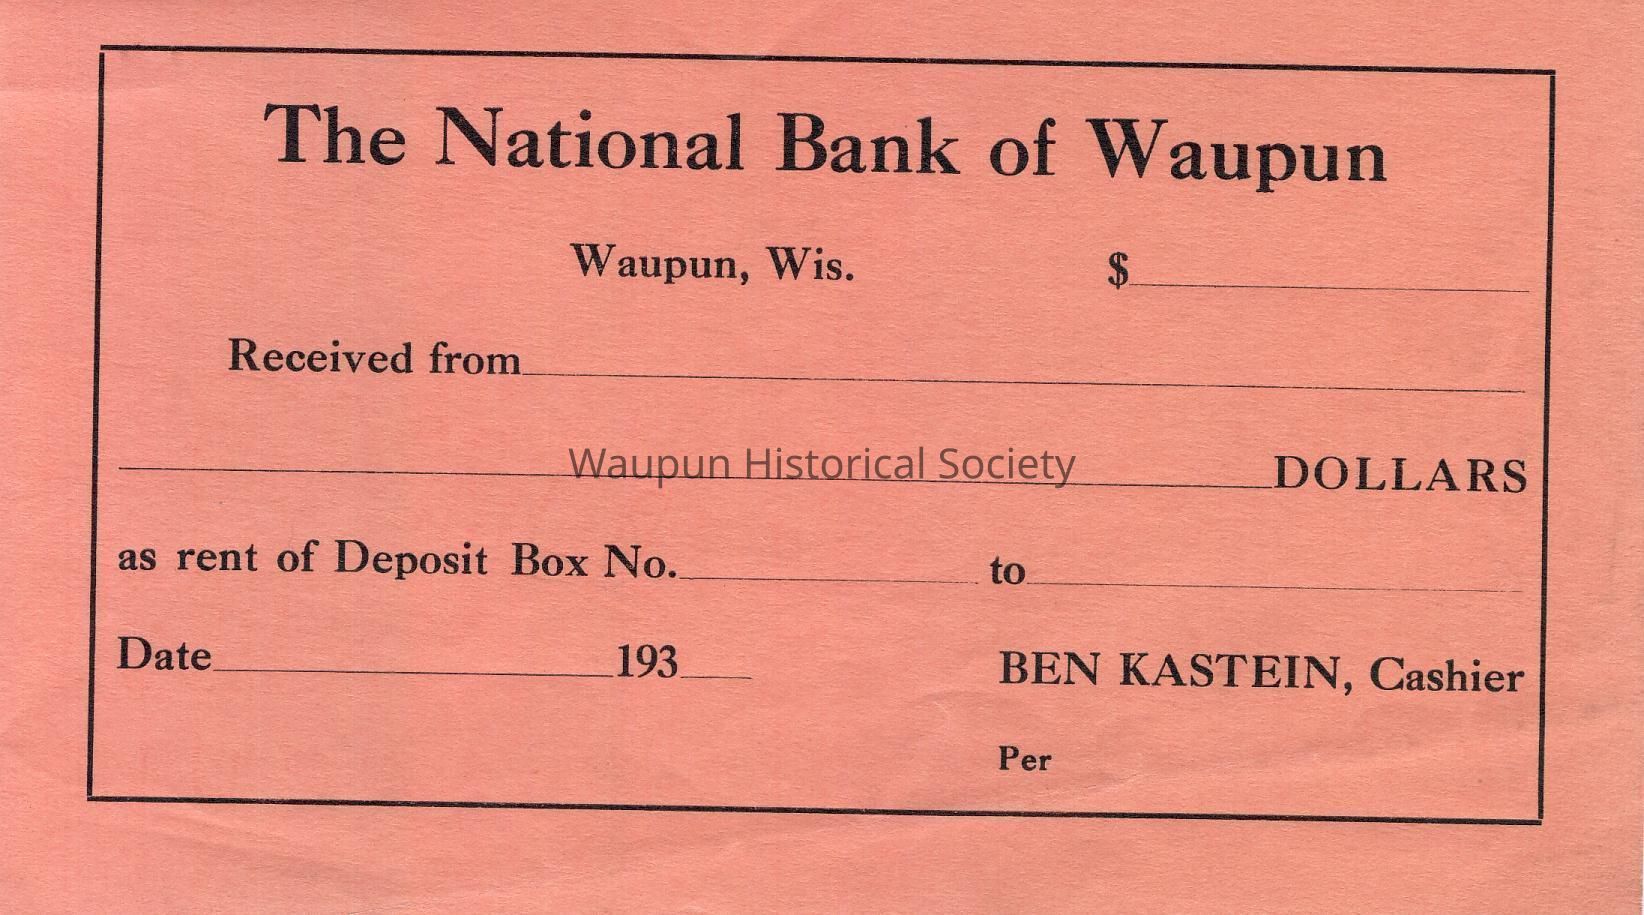 The National Bank of Waupun
Waupun, Wis. $
Received from
Waupun Historical Society
DOLLARS
as rent of Deposit Box No. to
Date 193
BEN KASTEIN, Cashier
Per